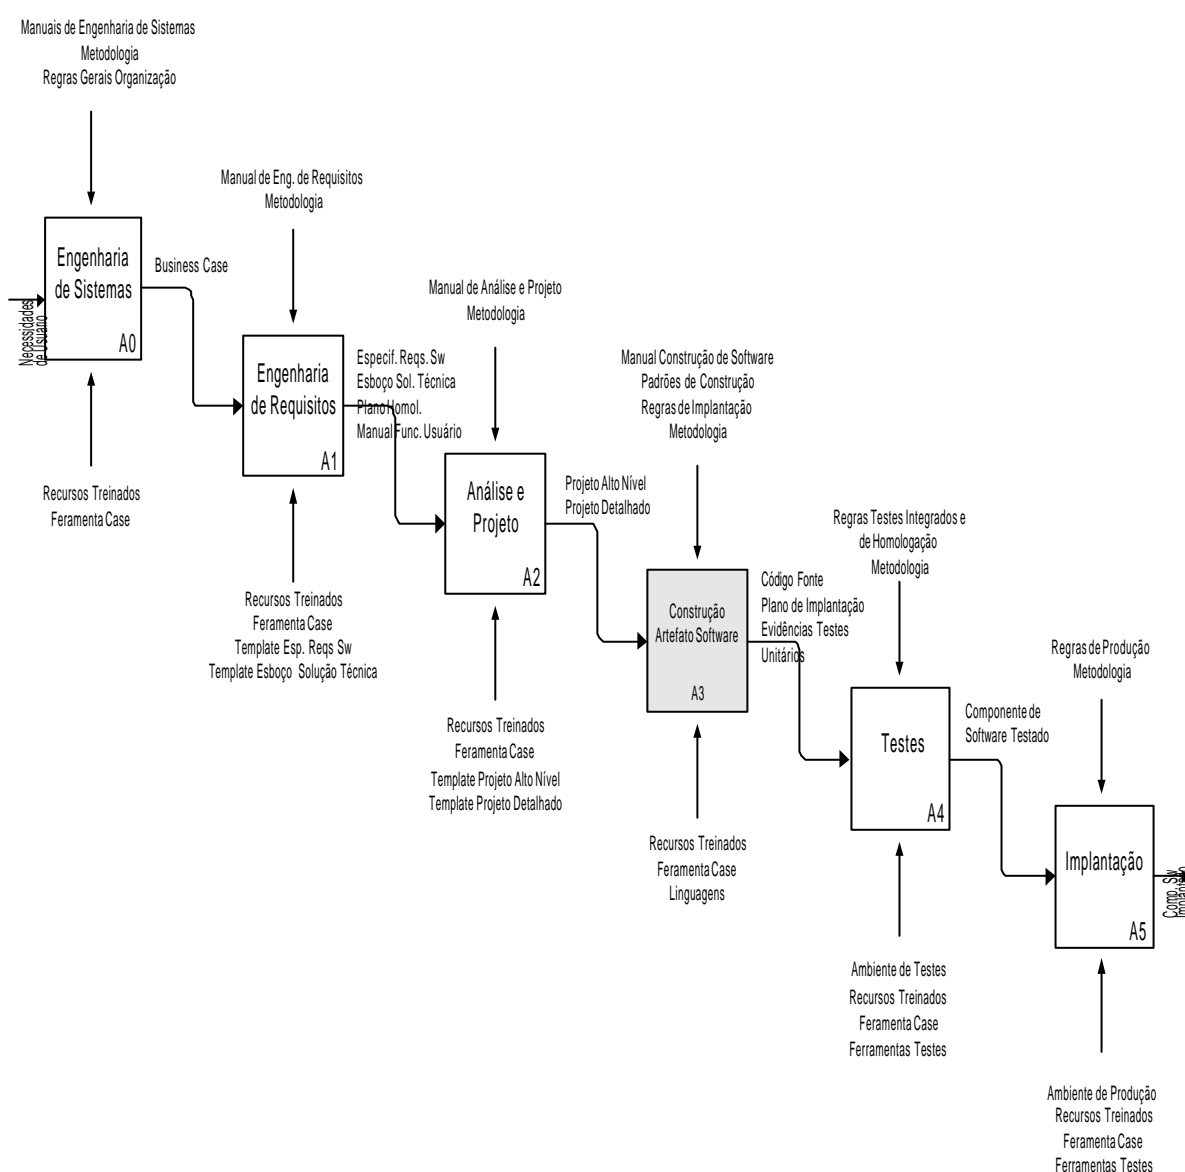 Manuais de Engenharia de Sistemas
Metodologia
Regras Gerais Organização
Manual de Eng. de Requisitos
Metodologia
Engenharia
de Sistemas
A0
Business Case
Necessidades
de Usuário
Manual de Análise e Projeto
Metodologia
Engenharia
de Requisitos
A1
Especif. Reqs. Sw
Esboço Sol. Técnica
Plano Homol.
Manual Func. Usuário
Manual Construção de Software
Padrões de Construção
Regras de Implantação
Metodologia
Recursos Treinados
Feramenta Case
Análise e
Projeto
A2
Projeto Alto Nível
Projeto Detalhado
Regras Testes Integrados e
de Homologação
Metodologia
Recursos Treinados
Feramenta Case
Template Esp. Reqs Sw
Template Esboço Solução Técnica
Construção
Artefato Software
A3
Código Fonte
Plano de Implantação
Evidências Testes
Unitários
Regras de Produção
Metodologia
Recursos Treinados
Feramenta Case
Template Projeto Alto Nível
Template Projeto Detalhado
Testes
A4
Componente de
Software Testado
Recursos Treinados
Feramenta Case
Linguagens
Implantação
A5
Comp. Sw
Implantado
Ambiente de Testes
Recursos Treinados
Feramenta Case
Ferramentas Testes
Ambiente de Produção
Recursos Treinados
Feramenta Case
Ferramentas Testes